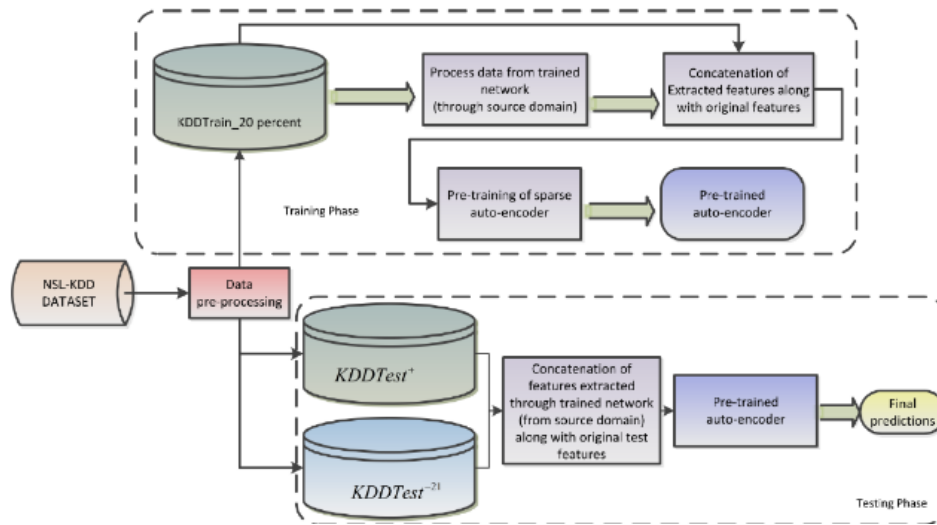 KDDTrain_20 percent
Process data from trained
network
(through source domain)
Concatenation of
Extracted features along
with original features
Pre-training of sparse
auto-encoder
Pre-trained
auto-encoder
Training Phase
NSL-KDD
DATASET
Data
pre-processing
KDDTest⁺
KDDTest⁻²¹
Concatenation of
features extracted
through trained network
(from source domain)
along with original test
features
Pre-trained
auto-encoder
Final
predictions
Testing Phase